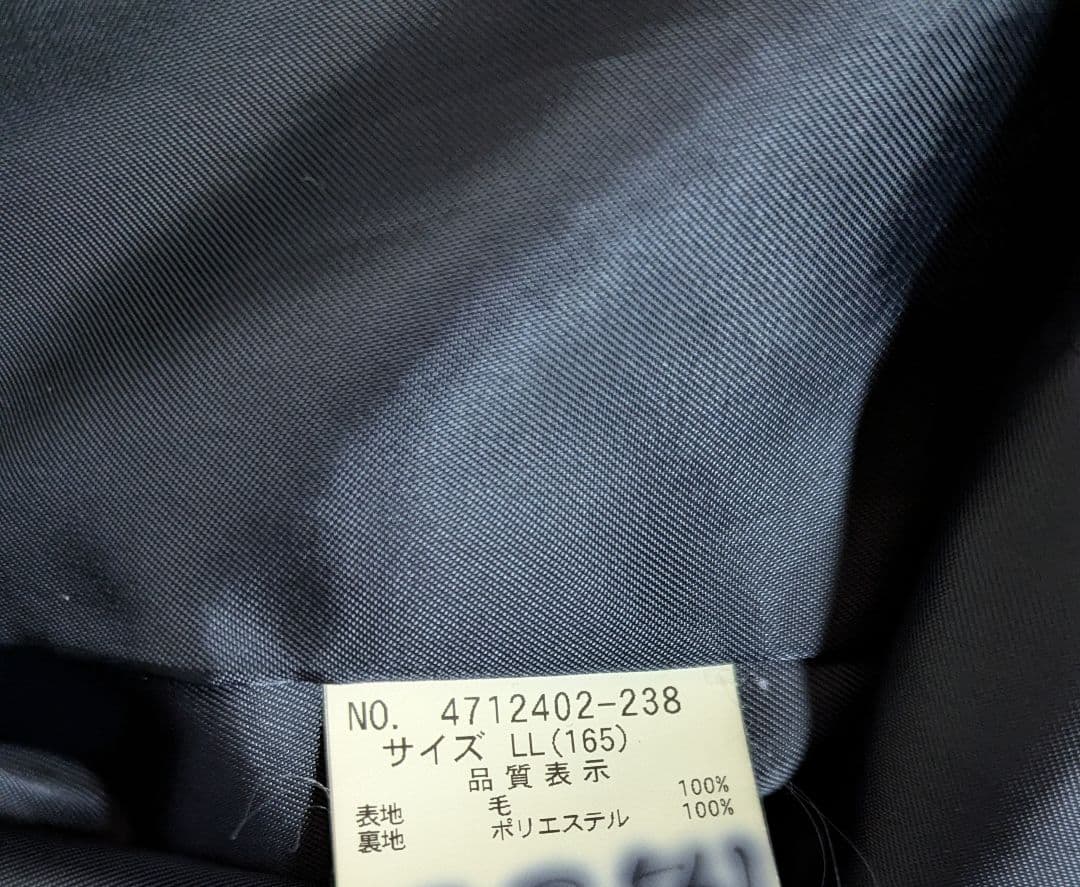 NO. 4712402-238
サイズ LL(165)
品質表示
表地 毛 100%
裏地 ポリエステル 100%